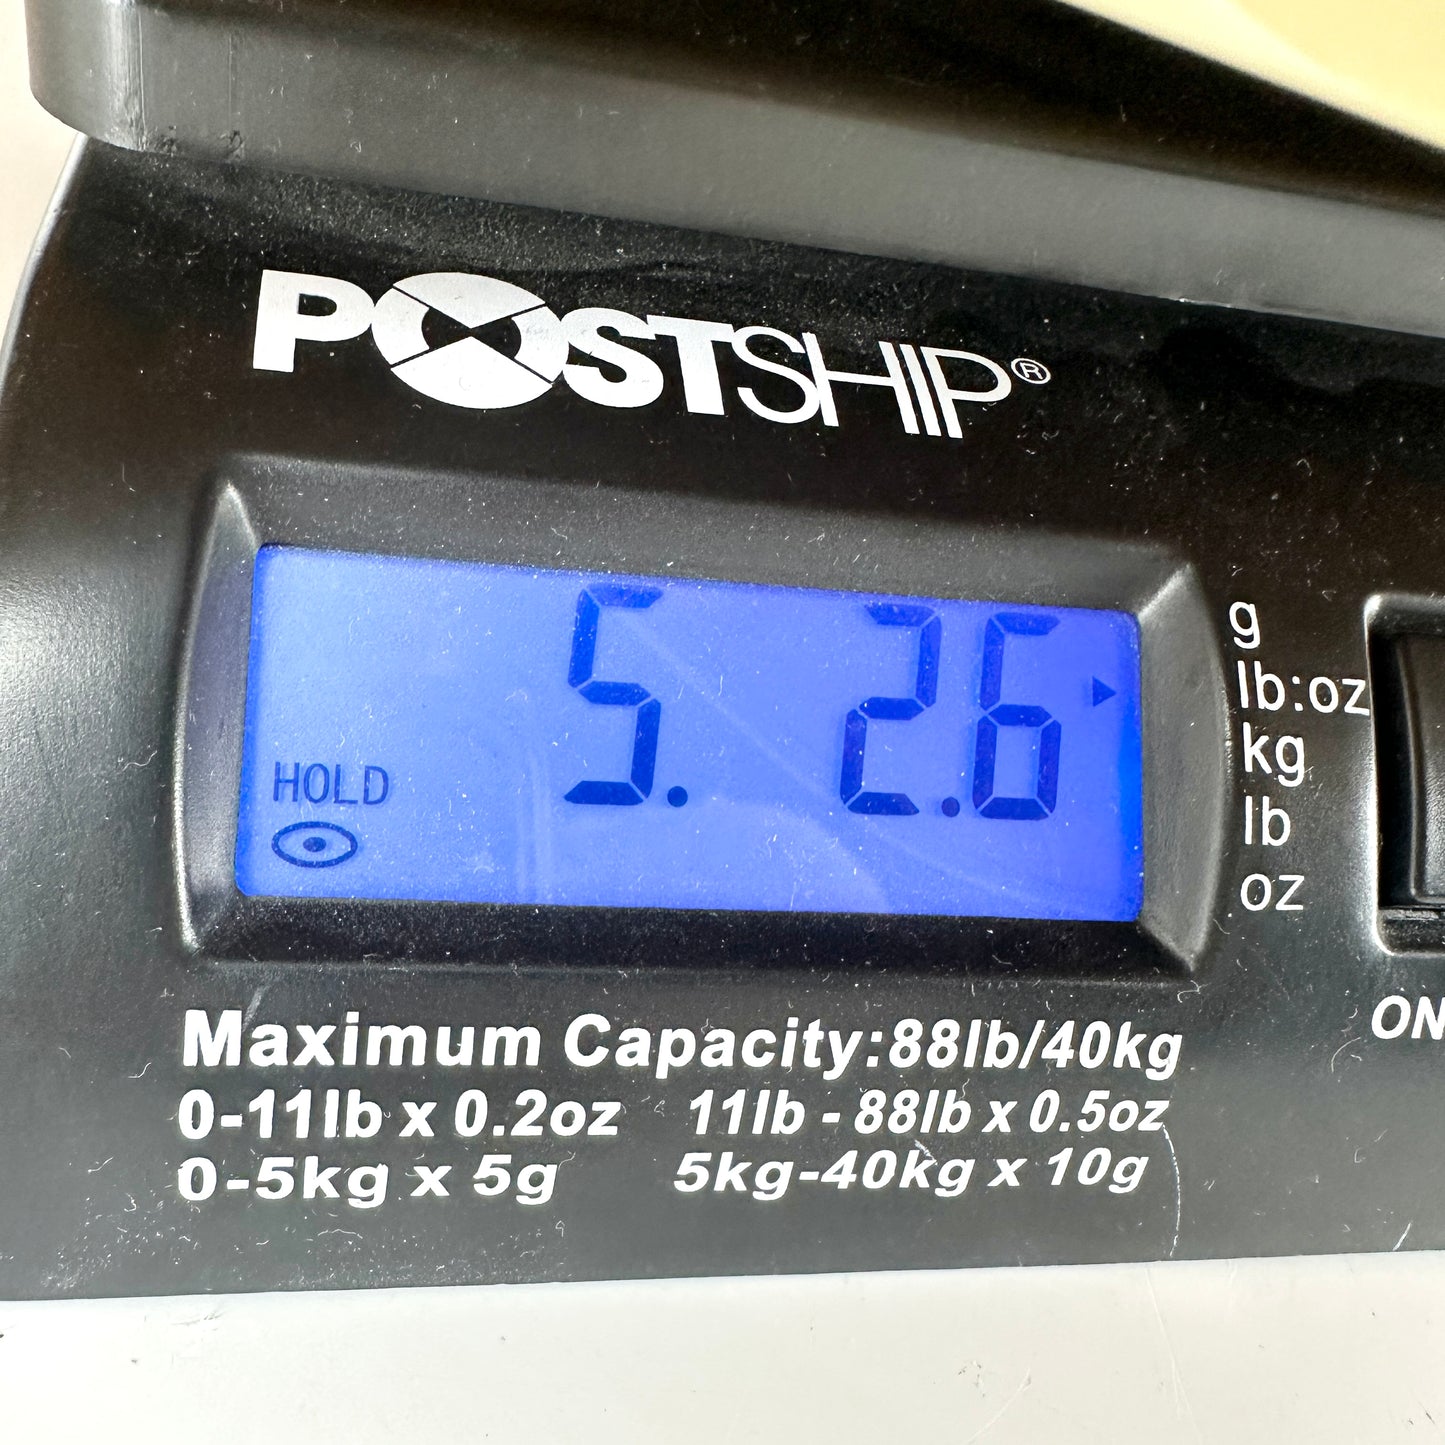 POSTSHIP®
5. 2.6
HOLD
g
lb:oz
kg
lb
oz
ON
Maximum Capacity:88lb/40kg
0-11lb x 0.2oz 11lb - 88lb x 0.5oz
0-5kg x 5g 5kg-40kg x 10g